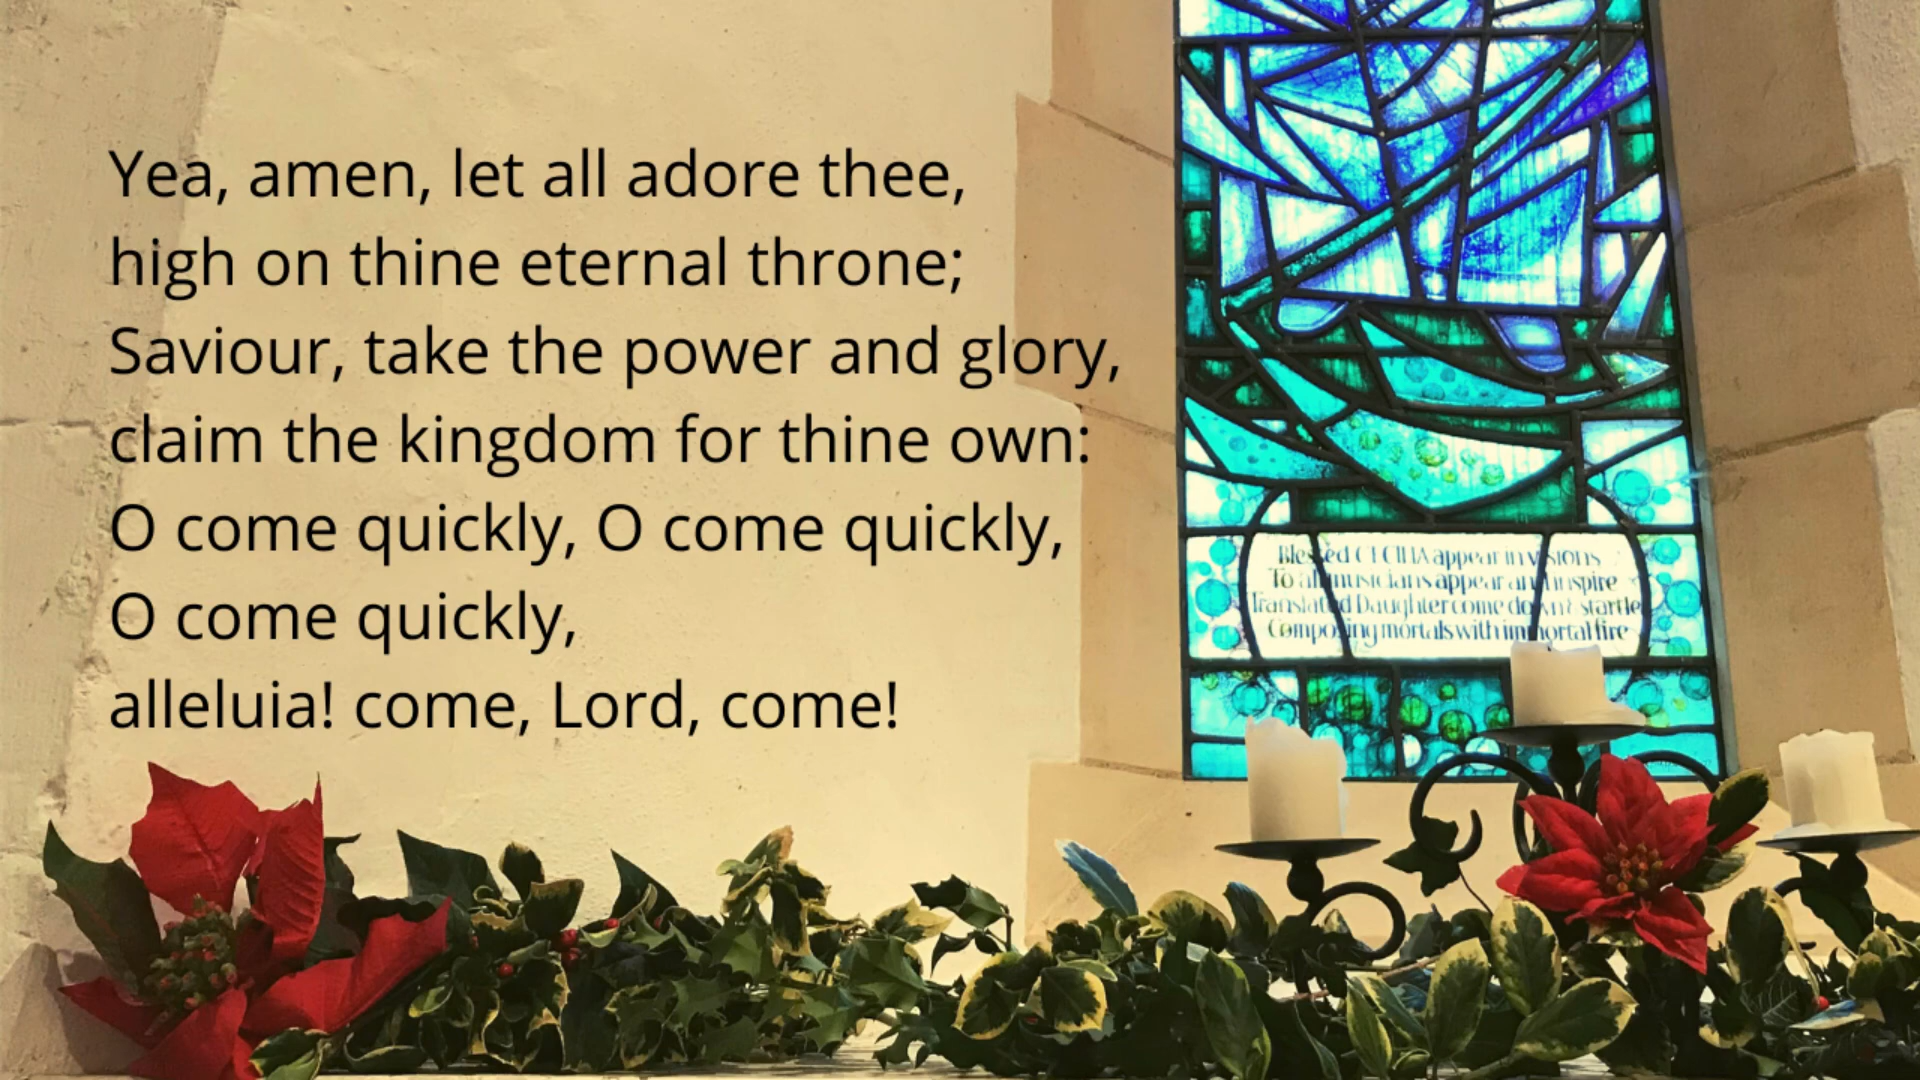 Yea, amen, let all adore thee,
high on thine eternal throne;
Saviour, take the power and glory,
claim the kingdom for thine own:
O come quickly, O come quickly,
O come quickly,
alleluia! come, Lord, come!
Blessed CECILIA appear in visions
To all musicians appear and inspire
Translated Daughter come down & startle
Composing mortals with immortal fire